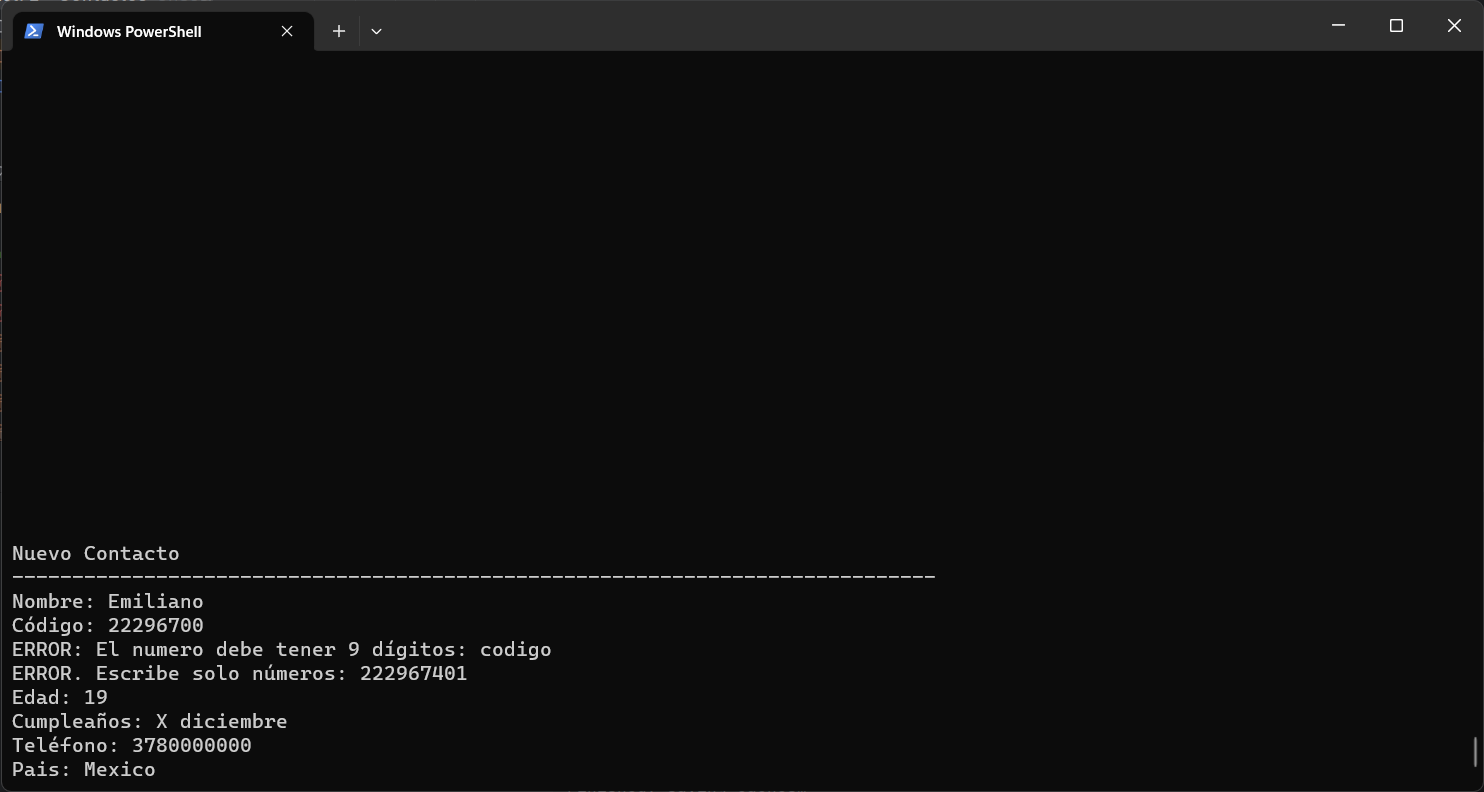 Windows PowerShell
Nuevo Contacto
-----------------------------------------------------------------------------
Nombre: Emiliano
Código: 22296700
ERROR: El numero debe tener 9 dígitos: codigo
ERROR. Escribe solo números: 222967401
Edad: 19
Cumpleaños: X diciembre
Teléfono: 3780000000
Pais: Mexico